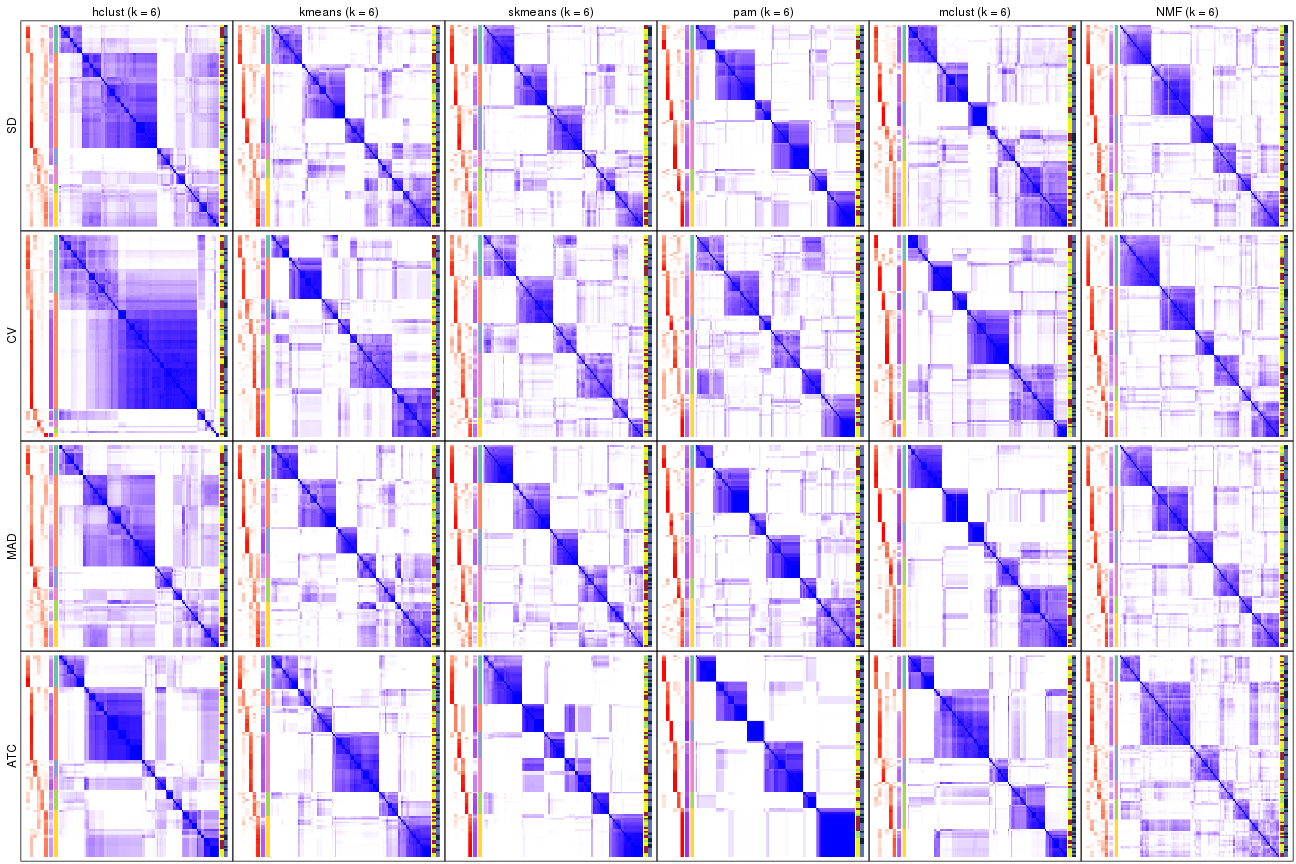 hclust (k = 6) kmeans (k = 6) skmeans (k = 6) pam (k = 6) mclust (k = 6) NMF (k = 6)
SD
CV
MAD
ATC